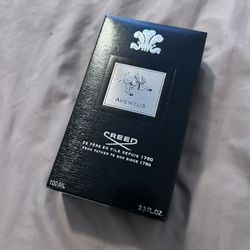 AVENTUS
CREED
DE PÈRE EN FILS DEPUIS 1760
FROM FATHER TO SON SINCE 1760
100 ML
3.3 FL.OZ